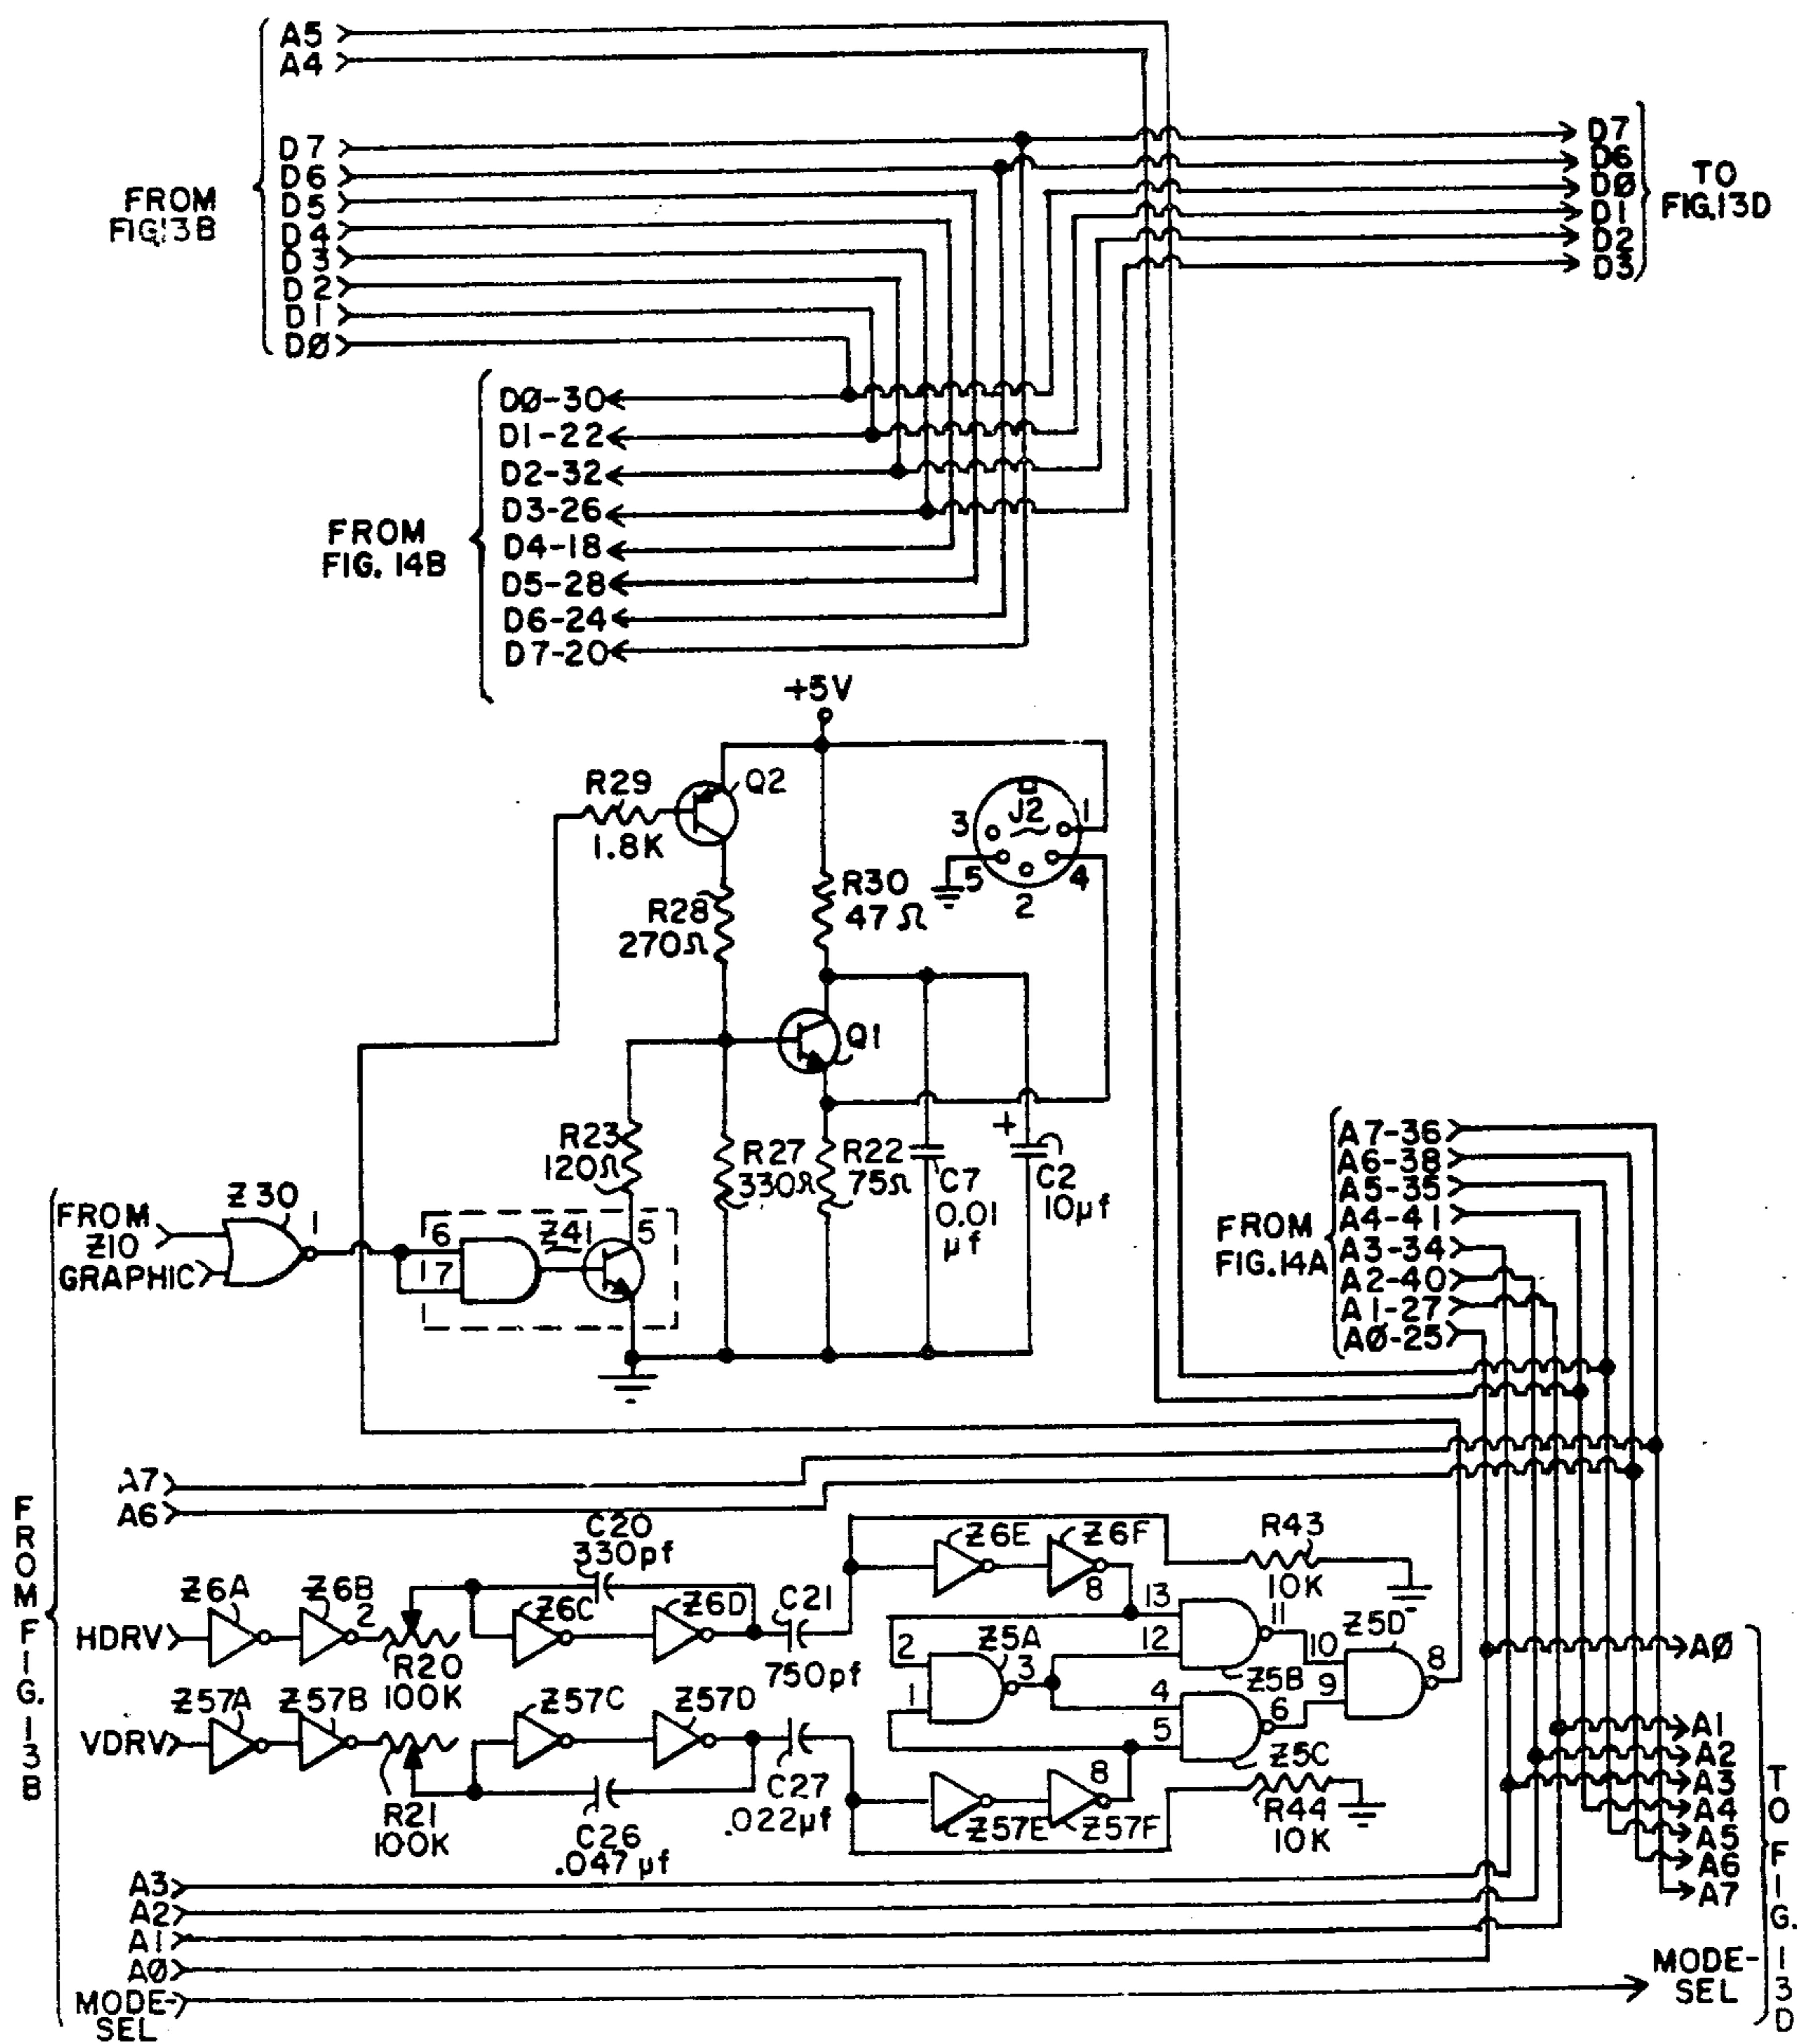 A5
A4
D7
D6
D5
D4
D3
D2
D1
DØ
FROM
FIG.13B
D7
D6
DØ
D1
D2
D3
TO
FIG.13D
DØ-30
D1-22
D2-32
D3-26
D4-18
D5-28
D6-24
D7-20
FROM
FIG. 14B
+5V
R29
1.8K
Q2
J2
3
1
5
4
2
R28
270Ω
R30
47Ω
Q1
R23
120Ω
R27
330Ω
R22
75Ω
C7
0.01
µf
+
C2
10µf
FROM
Z10
GRAPHIC
Z30
1
6
17
Z41
5
A7-36
A6-38
A5-35
A4-41
A3-34
A2-40
A1-27
AØ-25
FROM
FIG.14A
A7
A6
FROM FIG. 13B
C20
330pf
Z6A
Z6B
2
HDRV
R20
100K
Z6C
Z6D
C21
750pf
Z6E
Z6F
8
R43
10K
13
12
11
Z5B
2
1
Z5A
3
4
5
6
Z5C
10
9
Z5D
8
Z57A
Z57B
VDRV
R21
100K
Z57C
Z57D
C26
.047µf
C27
.022µf
Z57E
Z57F
8
R44
10K
A3
A2
A1
AØ
MODE-
SEL
AØ
A1
A2
A3
A4
A5
A6
A7
MODE-
SEL
TO FIG. 13D